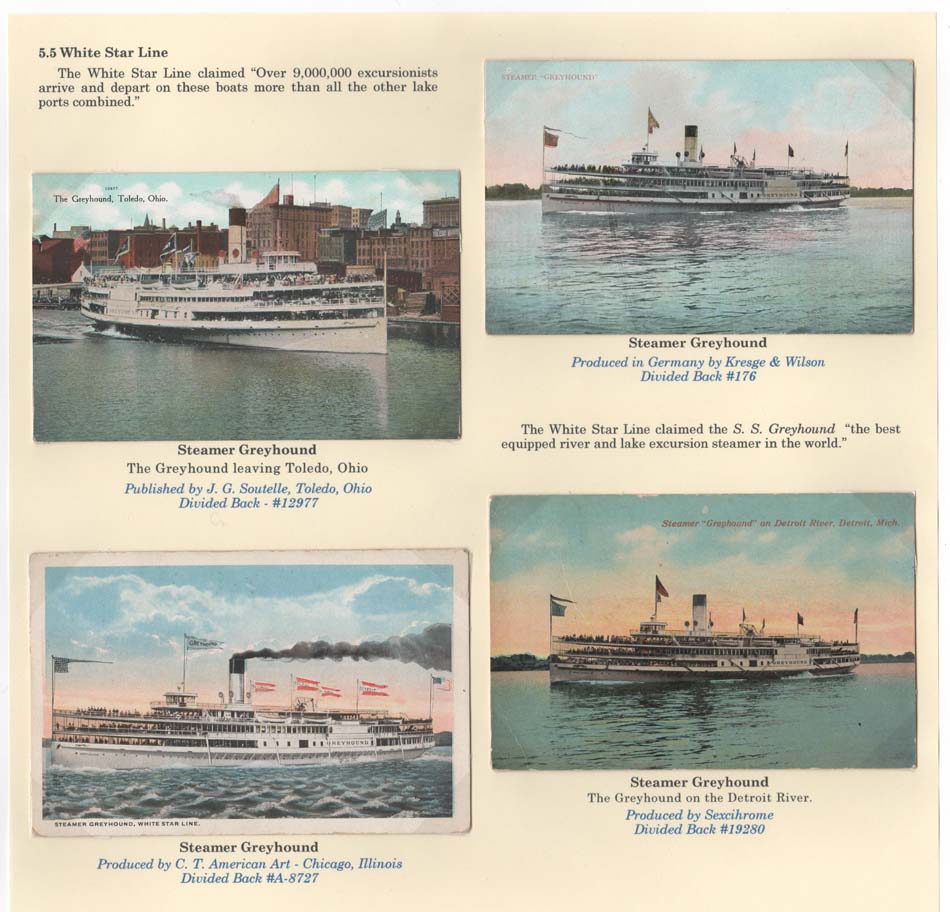 5.5 White Star Line
The White Star Line claimed “Over 9,000,000 excursionists
arrive and depart on these boats more than all the other lake
ports combined.”
12977
The Greyhound, Toledo, Ohio.
Steamer Greyhound
The Greyhound leaving Toledo, Ohio
Published by J. G. Soutelle, Toledo, Ohio
Divided Back - #12977
GREYHOUND
GREYHOUND
STEAMER GREYHOUND, WHITE STAR LINE.
Steamer Greyhound
Produced by C. T. American Art - Chicago, Illinois
Divided Back #A-8727
STEAMER "GREYHOUND"
Steamer Greyhound
Produced in Germany by Kresge & Wilson
Divided Back #176
The White Star Line claimed the S. S. Greyhound “the best
equipped river and lake excursion steamer in the world.”
Steamer "Greyhound" on Detroit River, Detroit, Mich.
GREYHOUND
Steamer Greyhound
The Greyhound on the Detroit River.
Produced by Sexcihrome
Divided Back #19280